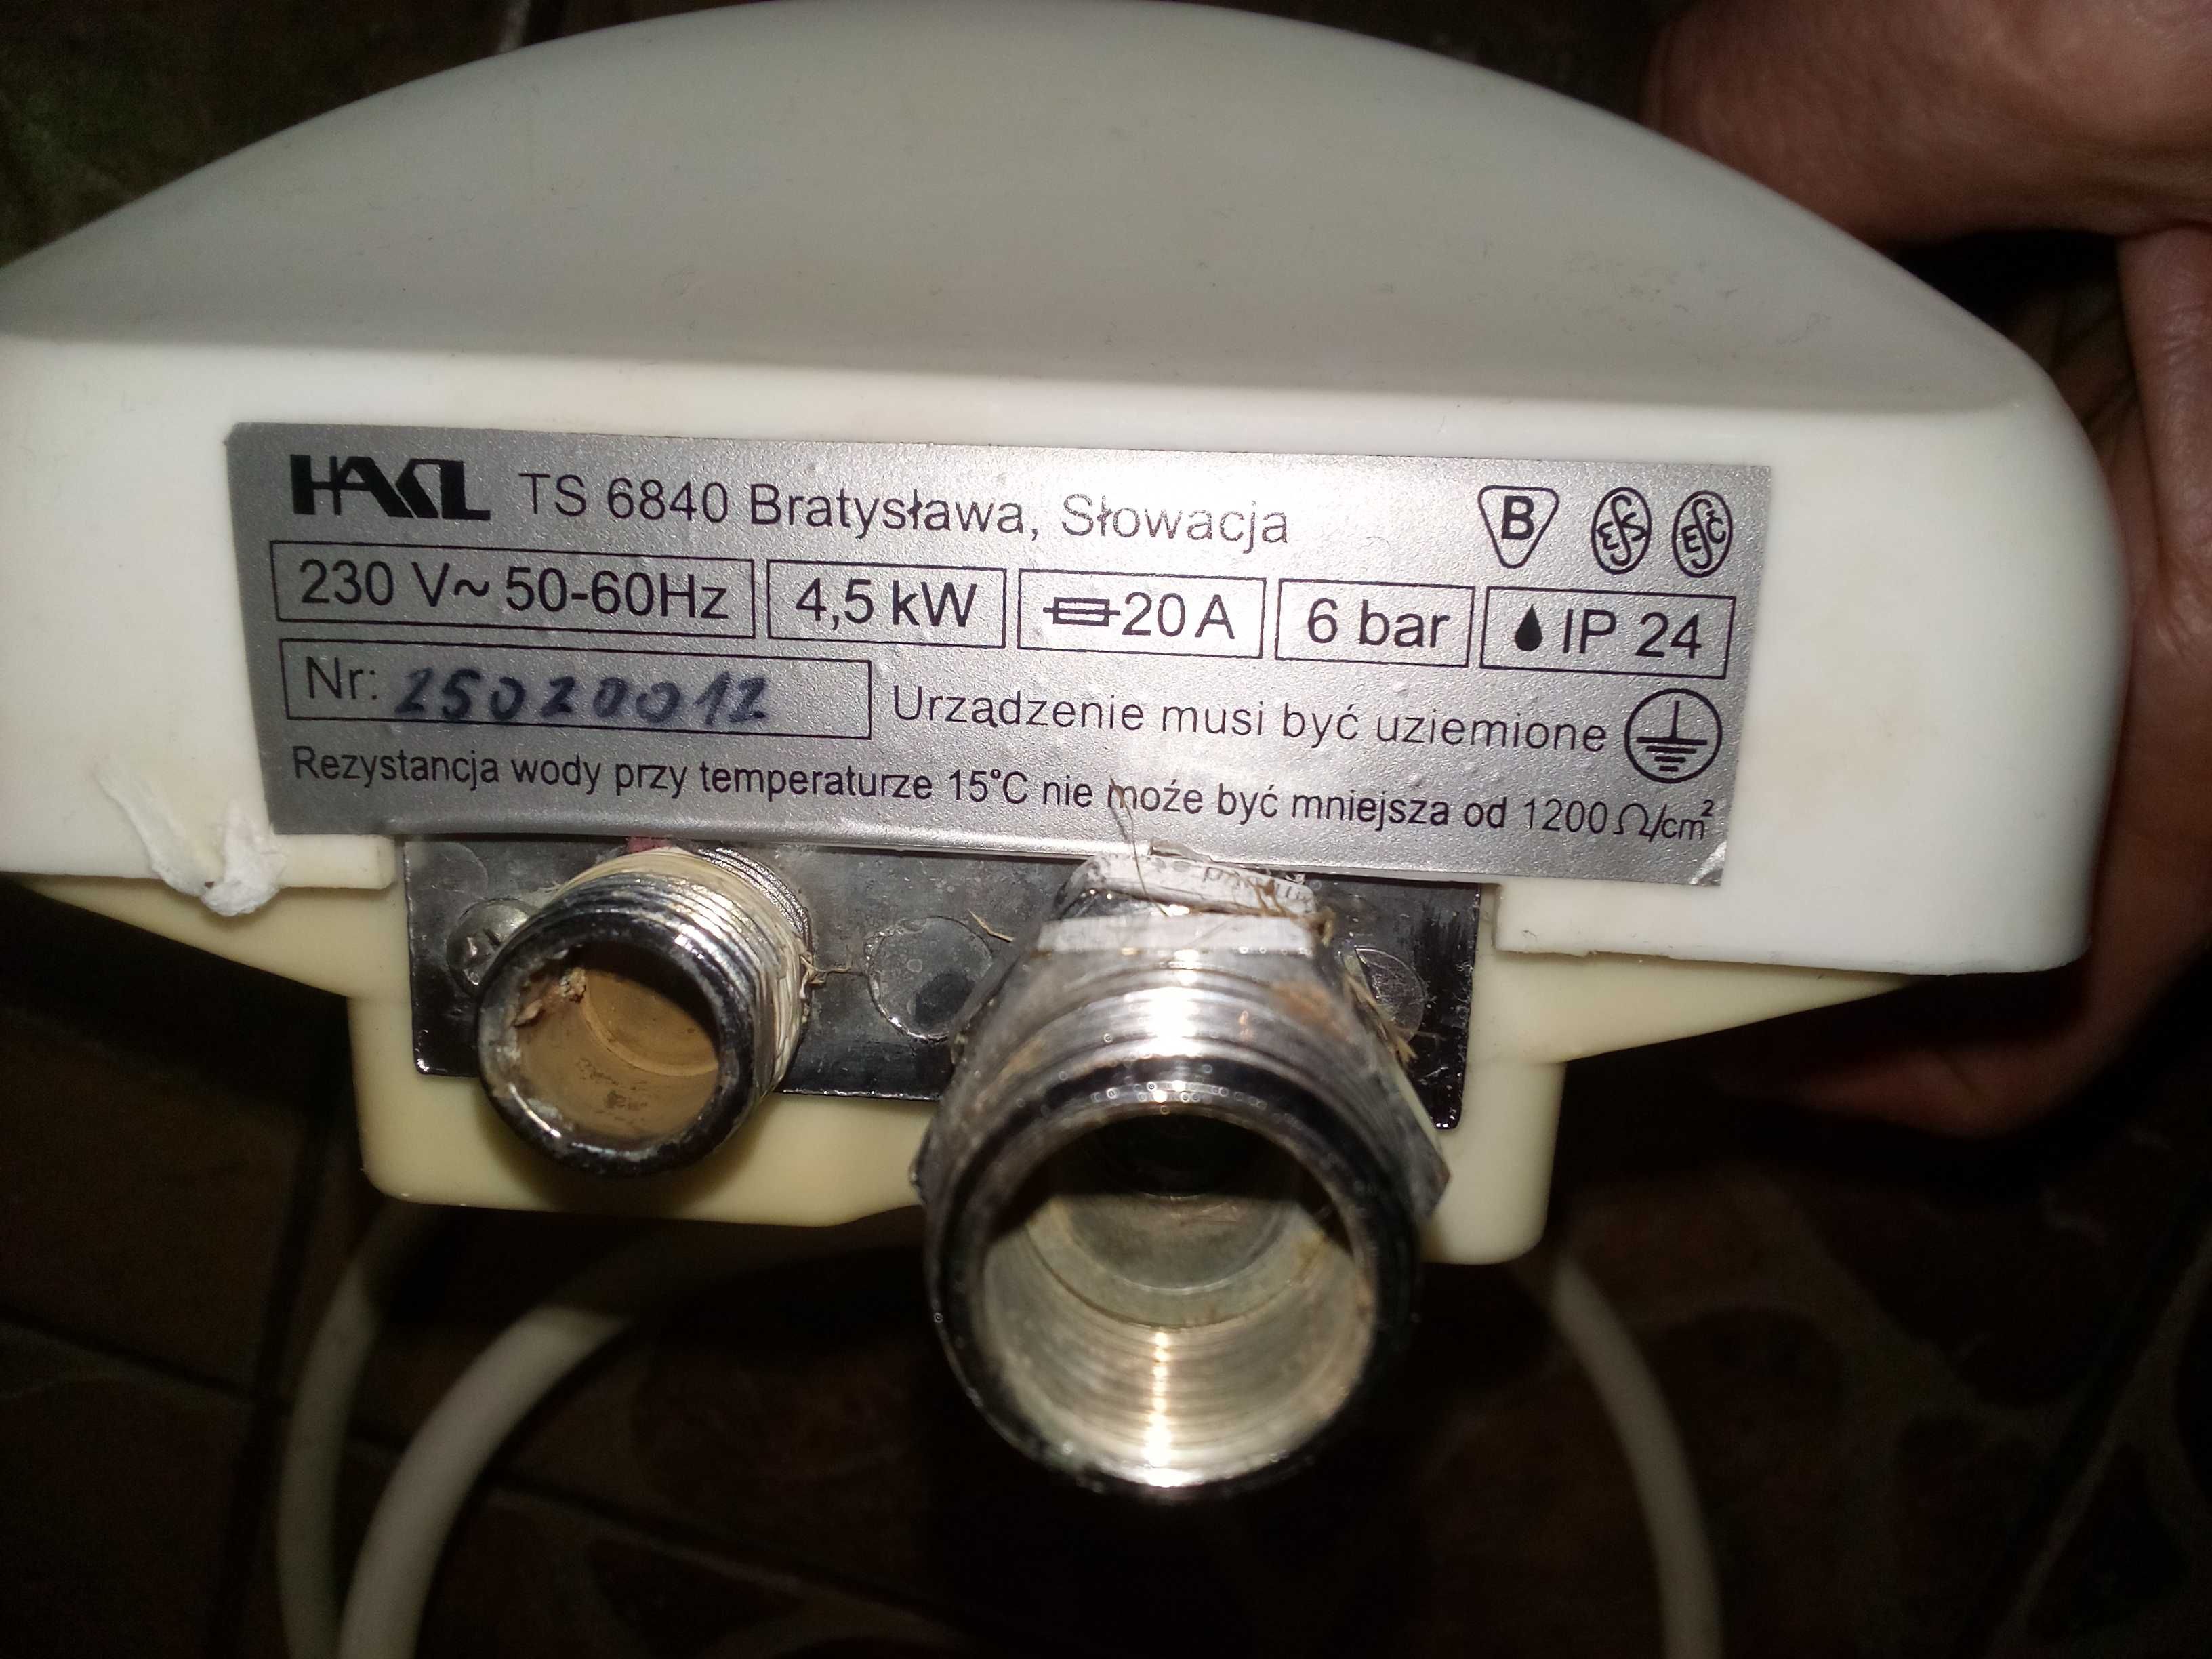 HAKL TS 6840 Bratysława, Słowacja B
230 V~ 50-60Hz 4,5 kW 20 A 6 bar IP 24
Nr: 25020012 Urządzenie musi być uziemione
Rezystancja wody przy temperaturze 15°C nie może być mniejsza od 1200 Ω/cm²